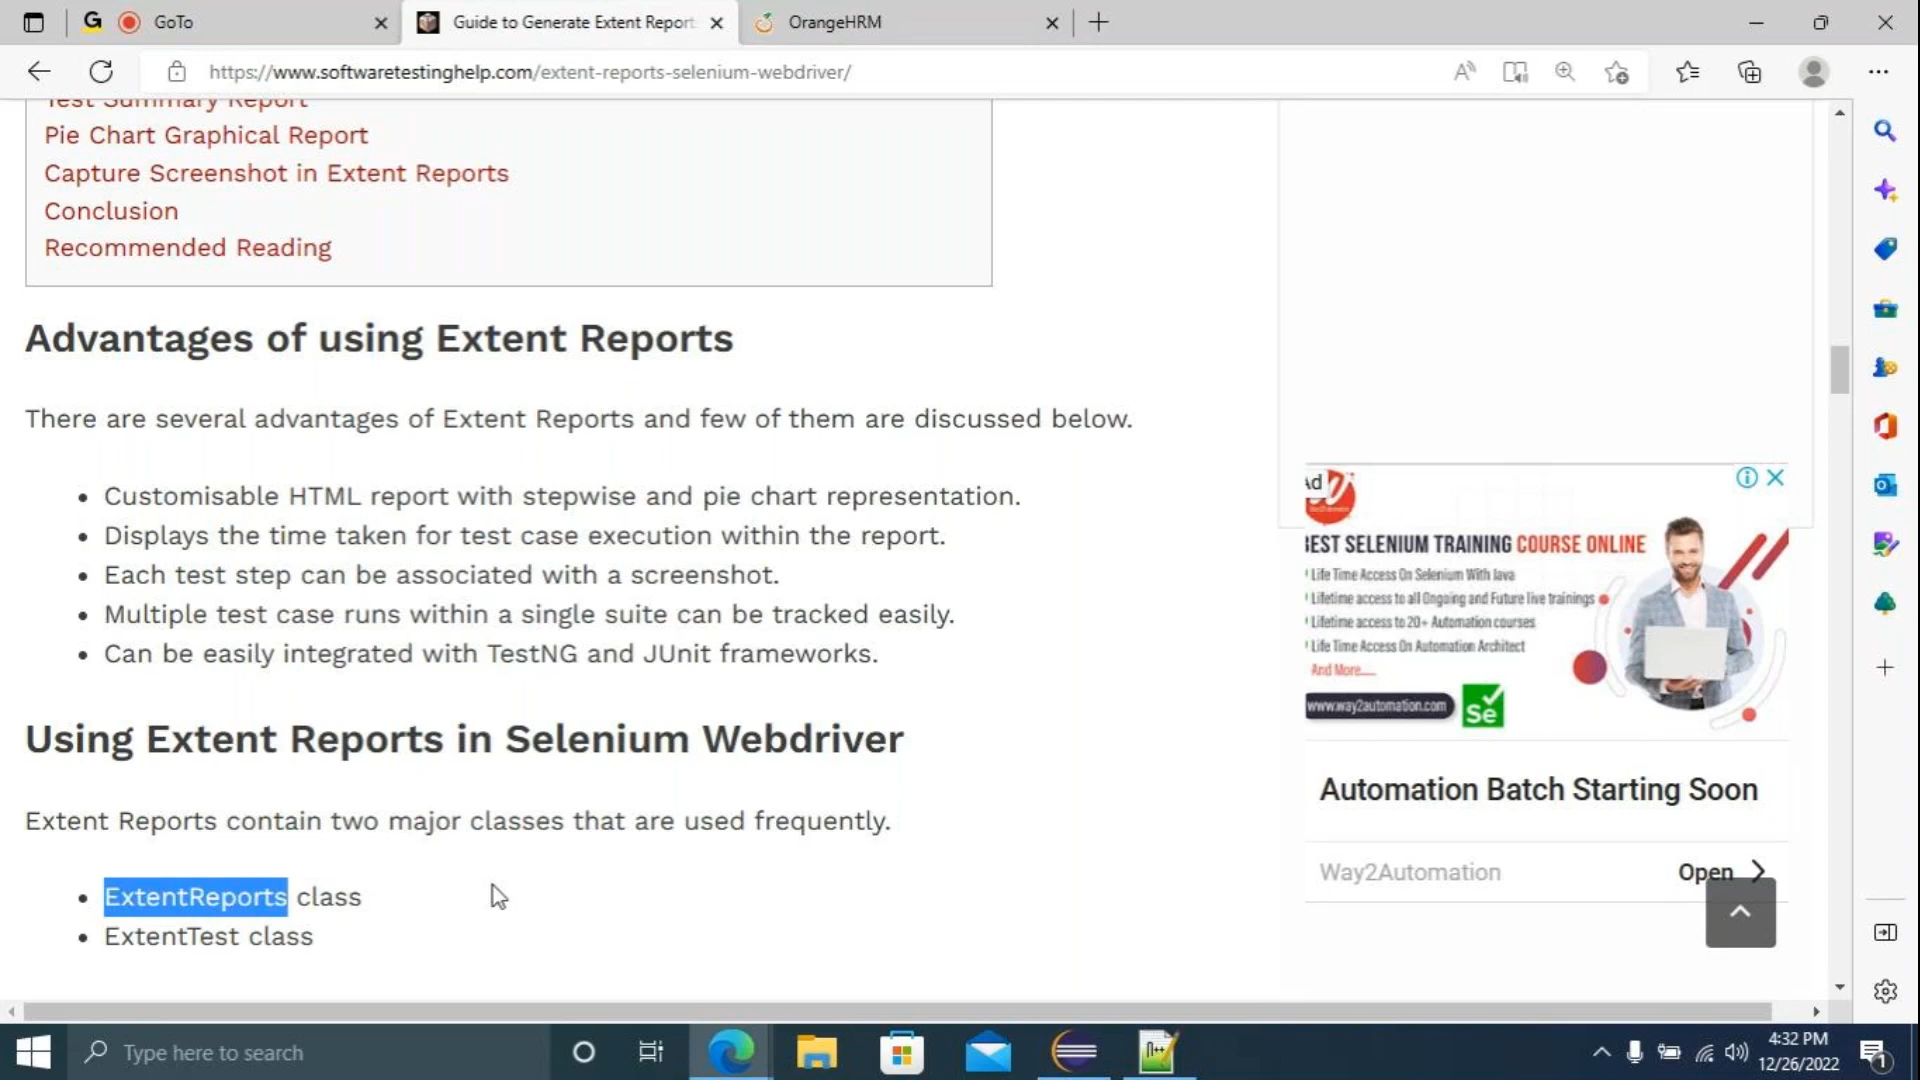 GoTo
Guide to Generate Extent Report
OrangeHRM
https://www.softwaretestinghelp.com/extent-reports-selenium-webdriver/
Test Summary Report
Pie Chart Graphical Report
Capture Screenshot in Extent Reports
Conclusion
Recommended Reading
Advantages of using Extent Reports
There are several advantages of Extent Reports and few of them are discussed below.
• Customisable HTML report with stepwise and pie chart representation.
• Displays the time taken for test case execution within the report.
• Each test step can be associated with a screenshot.
• Multiple test case runs within a single suite can be tracked easily.
• Can be easily integrated with TestNG and JUnit frameworks.
Using Extent Reports in Selenium Webdriver
Extent Reports contain two major classes that are used frequently.
• ExtentReports class
• ExtentTest class
Ad
BEST SELENIUM TRAINING COURSE ONLINE
Life Time Access On Selenium With Java
Lifetime access to all Ongoing and Future live trainings
Lifetime access to 20+ Automation courses
Life Time Access On Automation Architect
And More.....
www.way2automation.com
Se
Automation Batch Starting Soon
Way2Automation
Open
Type here to search
4:32 PM
12/26/2022
1